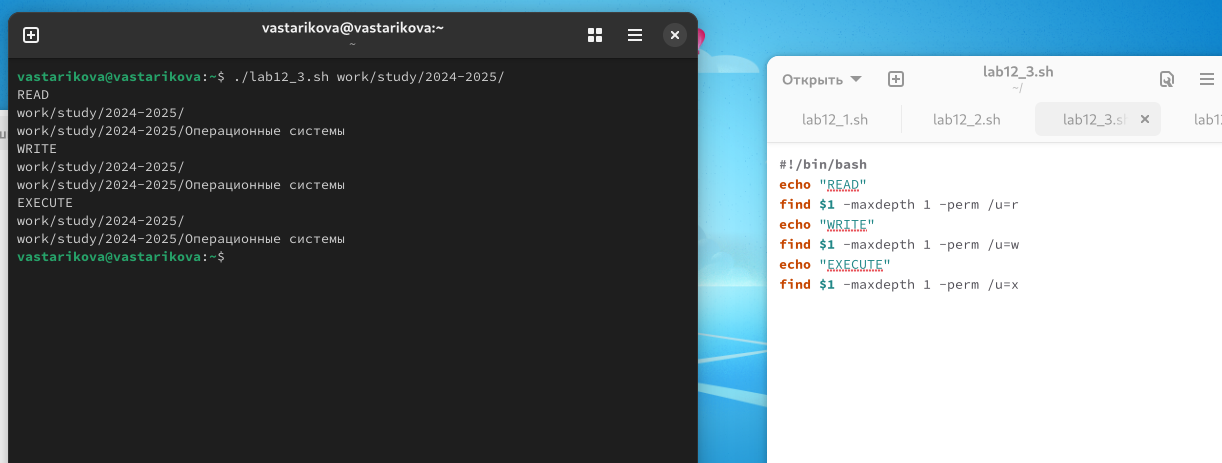 vastarikova@vastarikova:~
~
vastarikova@vastarikova:~$ ./lab12_3.sh work/study/2024-2025/
READ
work/study/2024-2025/
work/study/2024-2025/Операционные системы
WRITE
work/study/2024-2025/
work/study/2024-2025/Операционные системы
EXECUTE
work/study/2024-2025/
work/study/2024-2025/Операционные системы
vastarikova@vastarikova:~$
Открыть
lab12_3.sh
~/
lab12_1.sh lab12_2.sh lab12_3.sh lab12
#!/bin/bash
echo "READ"
find $1 -maxdepth 1 -perm /u=r
echo "WRITE"
find $1 -maxdepth 1 -perm /u=w
echo "EXECUTE"
find $1 -maxdepth 1 -perm /u=x